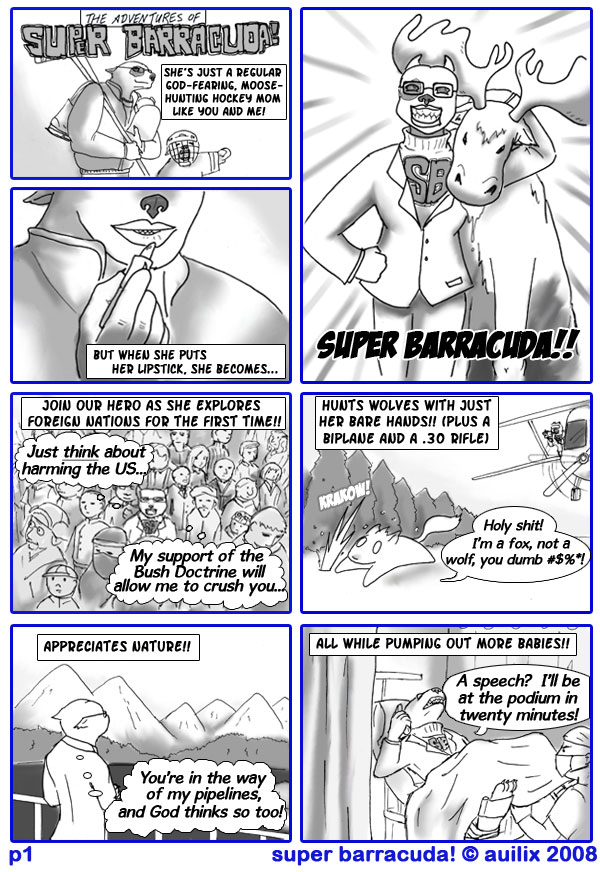 THE ADVENTURES OF
SUPER BARRACUDA!
SHE'S JUST A REGULAR
GOD-FEARING, MOOSE-
HUNTING HOCKEY MOM
LIKE YOU AND ME!
BUT WHEN SHE PUTS
HER LIPSTICK, SHE BECOMES...
SB
SUPER BARRACUDA!!
JOIN OUR HERO AS SHE EXPLORES
FOREIGN NATIONS FOR THE FIRST TIME!!
Just think about
harming the US...
My support of the
Bush Doctrine will
allow me to crush you...
HUNTS WOLVES WITH JUST
HER BARE HANDS!! (PLUS A
BIPLANE AND A .30 RIFLE)
KRAKOW!
Holy shit!
I'm a fox, not a
wolf, you dumb #$%*!
APPRECIATES NATURE!!
You're in the way
of my pipelines,
and God thinks so too!
ALL WHILE PUMPING OUT MORE BABIES!!
A speech? I'll be
at the podium in
twenty minutes!
SB
p1
super barracuda! © auilix 2008